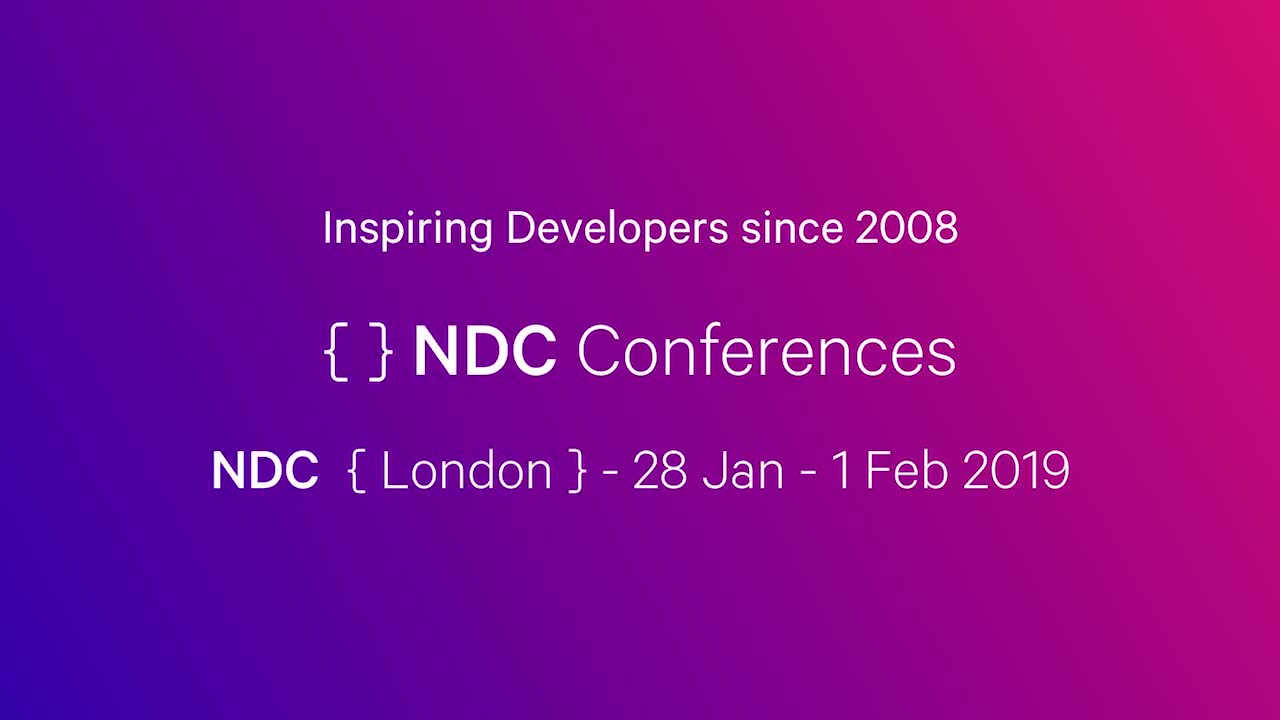 Inspiring Developers since 2008
{ } NDC Conferences
NDC { London } - 28 Jan - 1 Feb 2019